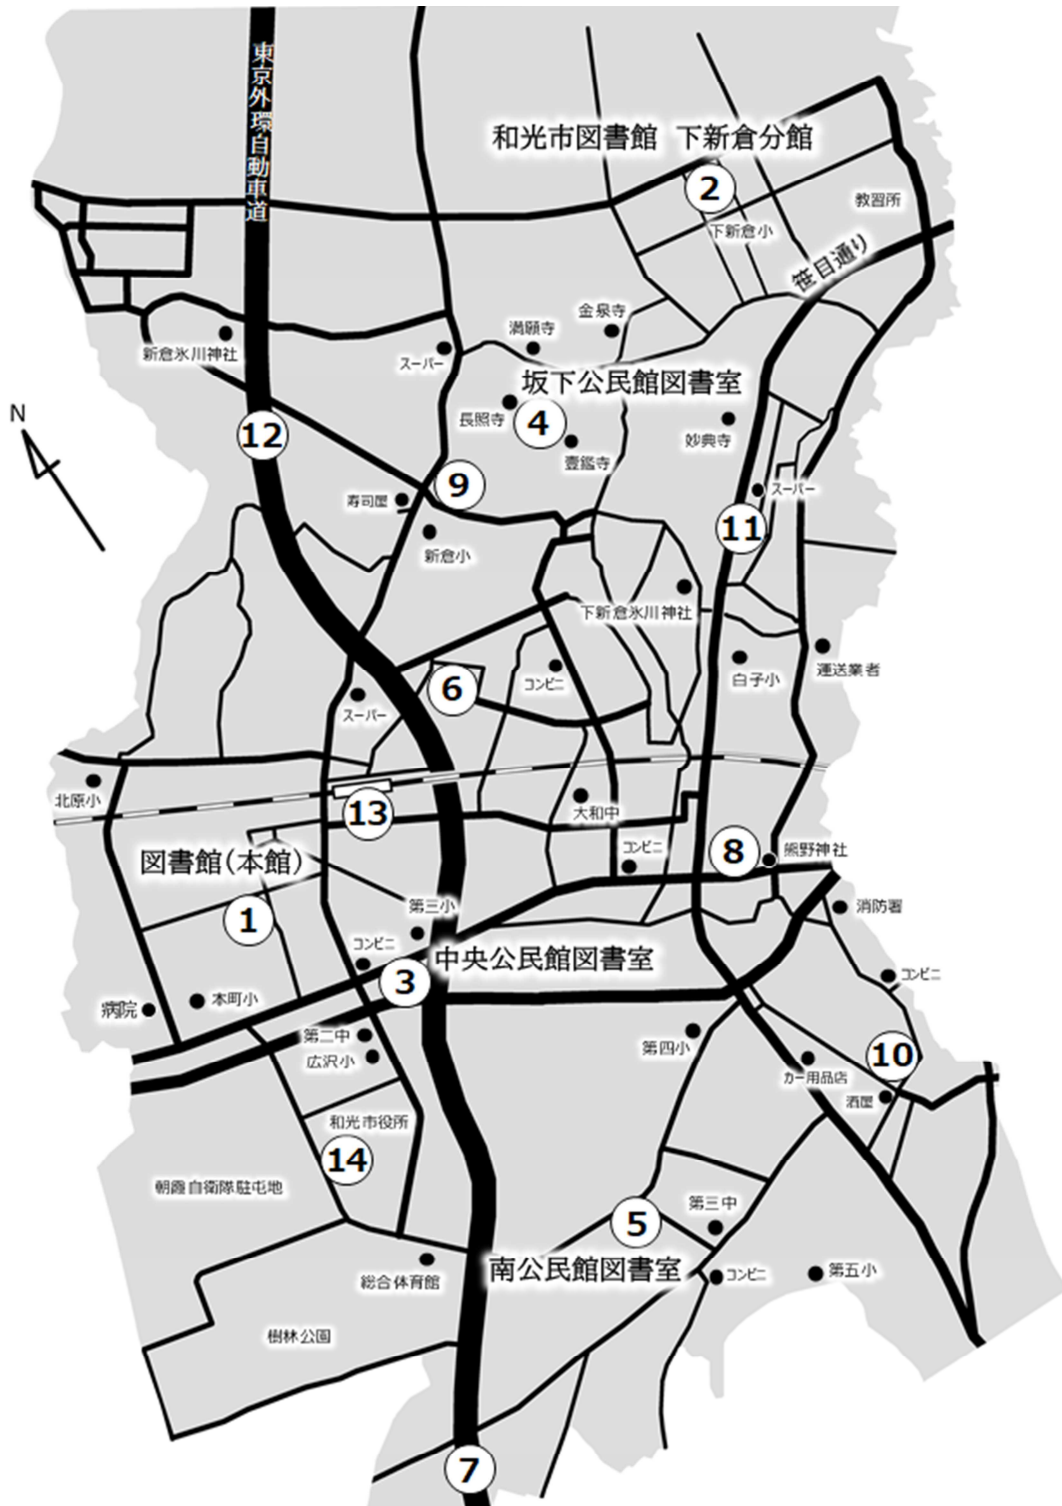 東京外環自動車道
和光市図書館 下新倉分館
2
教習所
下新倉小
笹目通り
金泉寺
満願寺
新倉氷川神社
スーパー
坂下公民館図書室
N
長照寺
4
妙典寺
12
壹鑑寺
9
スーパー
寿司屋
11
新倉小
下新倉氷川神社
運送業者
白子小
6
コンビニ
スーパー
北原小
13
大和中
コンビニ
8
熊野神社
図書館(本館)
1
第三小
消防署
コンビニ
中央公民館図書室
3
コンビニ
病院
本町小
第二中
広沢小
第四小
10
カー用品店
酒屋
和光市役所
14
朝霞自衛隊駐屯地
第三中
5
南公民館図書室
コンビニ
第五小
総合体育館
樹林公園
7